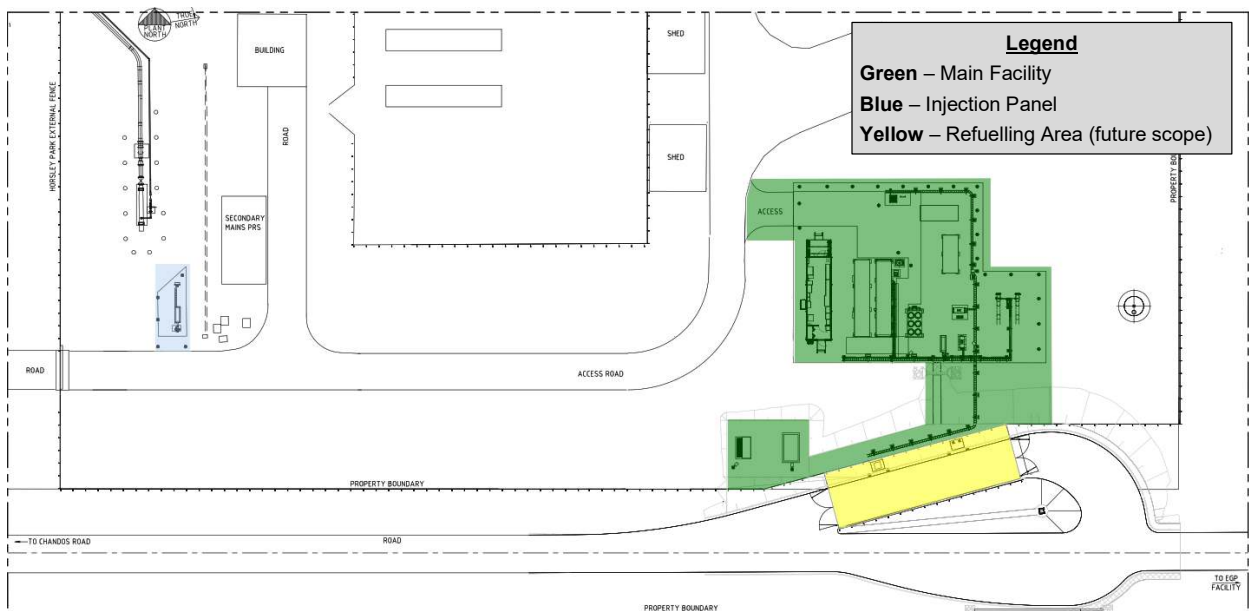 TRUE
NORTH
PLANT
NORTH
BUILDING
SHED
Legend
Green – Main Facility
Blue – Injection Panel
Yellow – Refuelling Area (future scope)
HORSLEY PARK EXTERNAL FENCE
ROAD
SHED
PROPERTY BOU
SECONDARY
MAINS PRS
ACCESS
ROAD
ACCESS ROAD
PROPERTY BOUNDARY
TO CHANDOS ROAD
ROAD
TO EGP
FACILITY
PROPERTY BOUNDARY